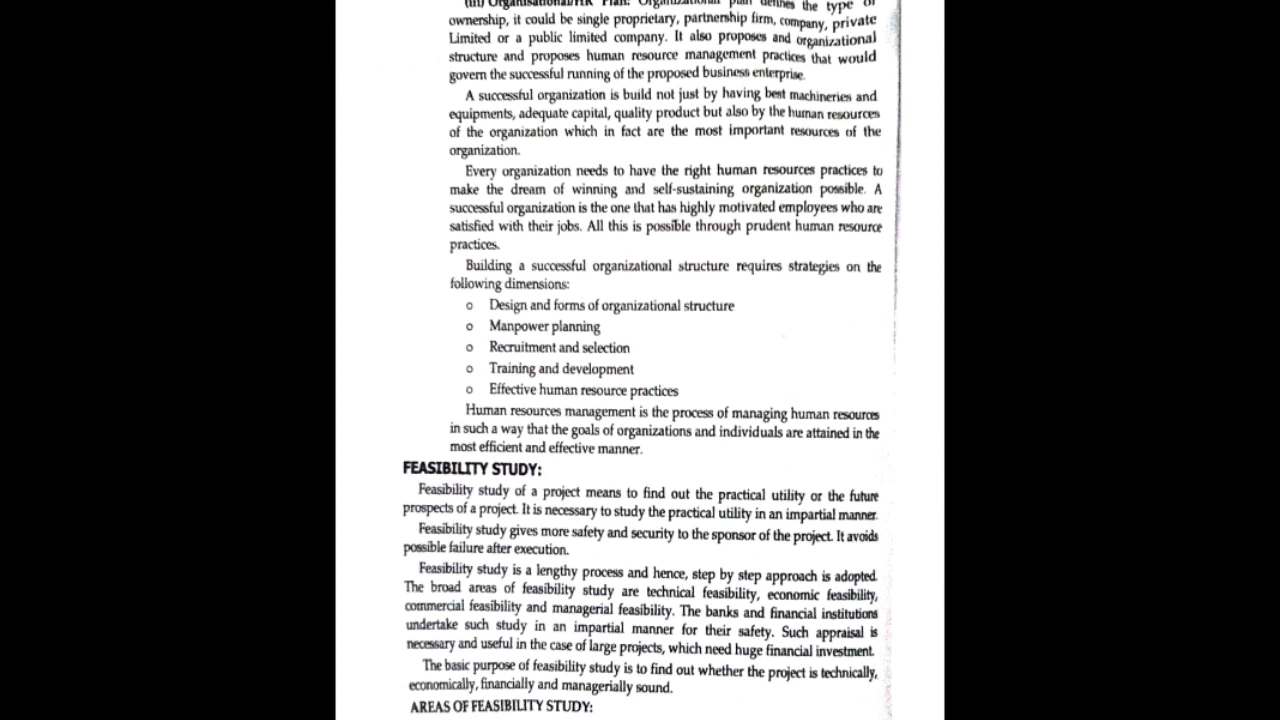 (iii) Organisational/HR Plan: Organizational plan defines the type of
ownership, it could be single proprietary, partnership firm, company, private
Limited or a public limited company. It also proposes and organizational
structure and proposes human resource management practices that would
govern the successful running of the proposed business enterprise.
A successful organization is build not just by having best machineries and
equipments, adequate capital, quality product but also by the human resources
of the organization which in fact are the most important resources of the
organization.
Every organization needs to have the right human resources practices to
make the dream of winning and self-sustaining organization possible. A
successful organization is the one that has highly motivated employees who are
satisfied with their jobs. All this is possible through prudent human resource
practices.
Building a successful organizational structure requires strategies on the
following dimensions:
o Design and forms of organizational structure
o Manpower planning
o Recruitment and selection
o Training and development
o Effective human resource practices
Human resources management is the process of managing human resources
in such a way that the goals of organizations and individuals are attained in the
most efficient and effective manner.
FEASIBILITY STUDY:
Feasibility study of a project means to find out the practical utility or the future
prospects of a project. It is necessary to study the practical utility in an impartial manner.
Feasibility study gives more safety and security to the sponsor of the project. It avoids
possible failure after execution.
Feasibility study is a lengthy process and hence, step by step approach is adopted.
The broad areas of feasibility study are technical feasibility, economic feasibility,
commercial feasibility and managerial feasibility. The banks and financial institutions
undertake such study in an impartial manner for their safety. Such appraisal is
necessary and useful in the case of large projects, which need huge financial investment.
The basic purpose of feasibility study is to find out whether the project is technically,
economically, financially and managerially sound.
AREAS OF FEASIBILITY STUDY: